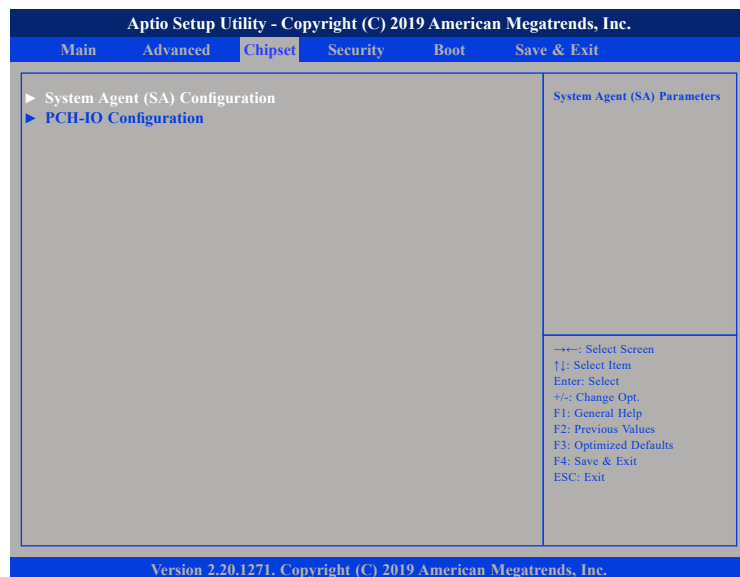 Aptio Setup Utility - Copyright (C) 2019 American Megatrends, Inc.
Main Advanced Chipset Security Boot Save & Exit
► System Agent (SA) Configuration
► PCH-IO Configuration
System Agent (SA) Parameters
→←: Select Screen
↑↓: Select Item
Enter: Select
+/-: Change Opt.
F1: General Help
F2: Previous Values
F3: Optimized Defaults
F4: Save & Exit
ESC: Exit
Version 2.20.1271. Copyright (C) 2019 American Megatrends, Inc.